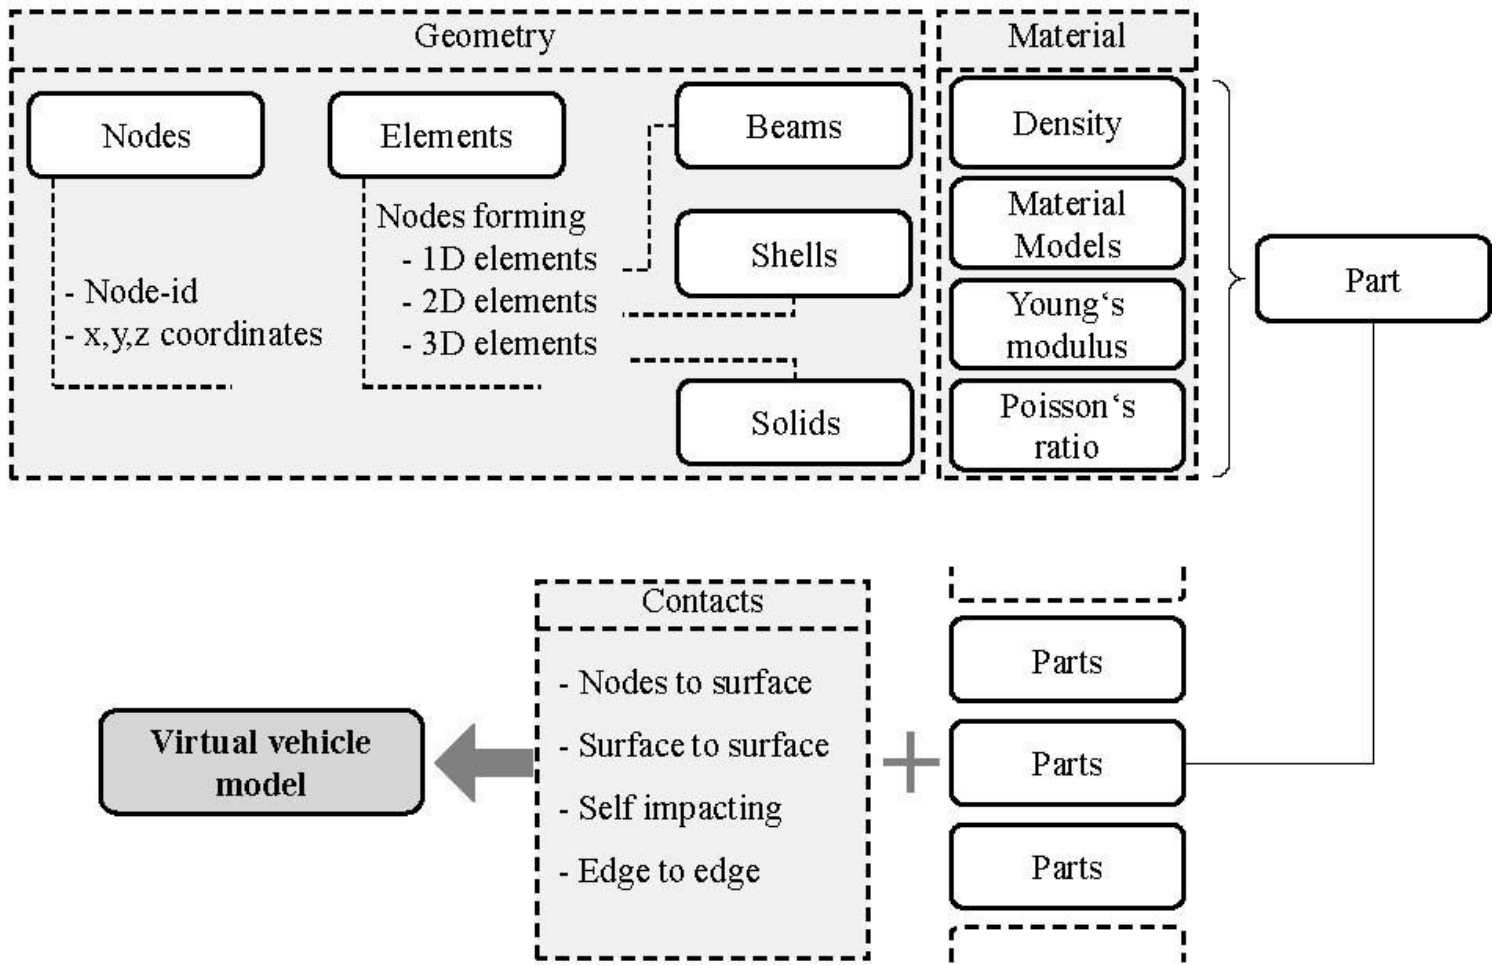 Geometry
Material
Nodes
- Node-id
- x,y,z coordinates
Elements
Nodes forming
- 1D elements
- 2D elements
- 3D elements
Beams
Shells
Solids
Density
Material
Models
Young‘s
modulus
Poisson‘s
ratio
Part
Contacts
- Nodes to surface
- Surface to surface
- Self impacting
- Edge to edge
+
Parts
Parts
Parts
Virtual vehicle
model